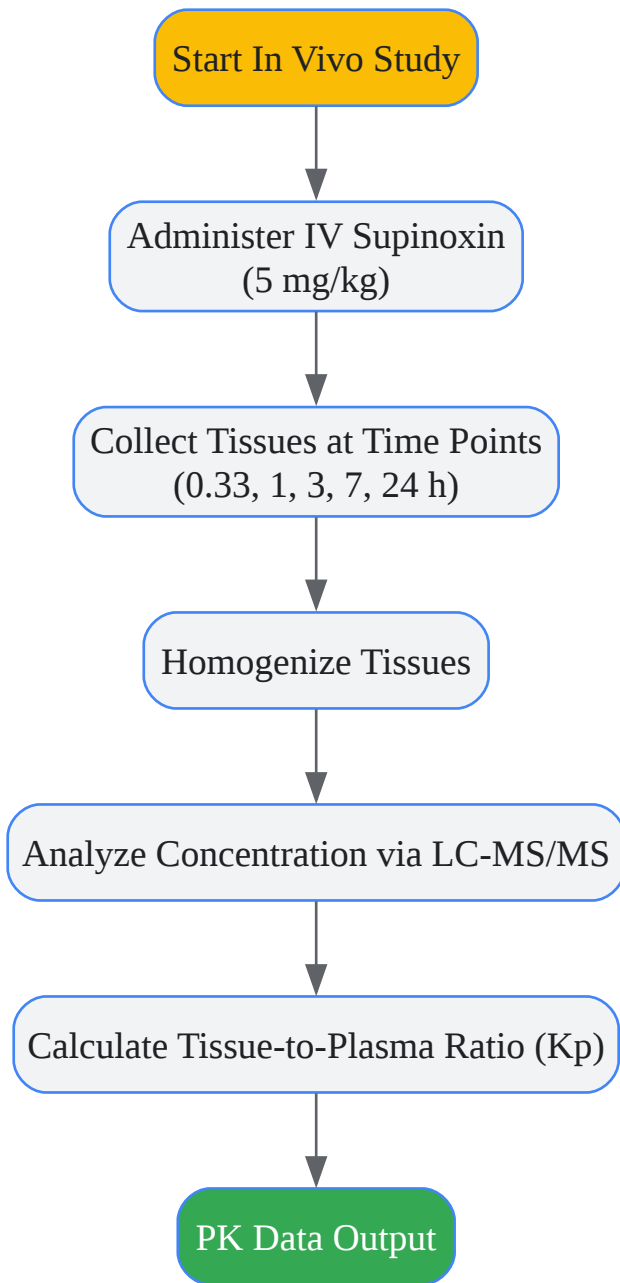 Start In Vivo Study
Administer IV Supinoxin
(5 mg/kg)
Collect Tissues at Time Points
(0.33, 1, 3, 7, 24 h)
Homogenize Tissues
Analyze Concentration via LC-MS/MS
Calculate Tissue-to-Plasma Ratio (Kp)
PK Data Output